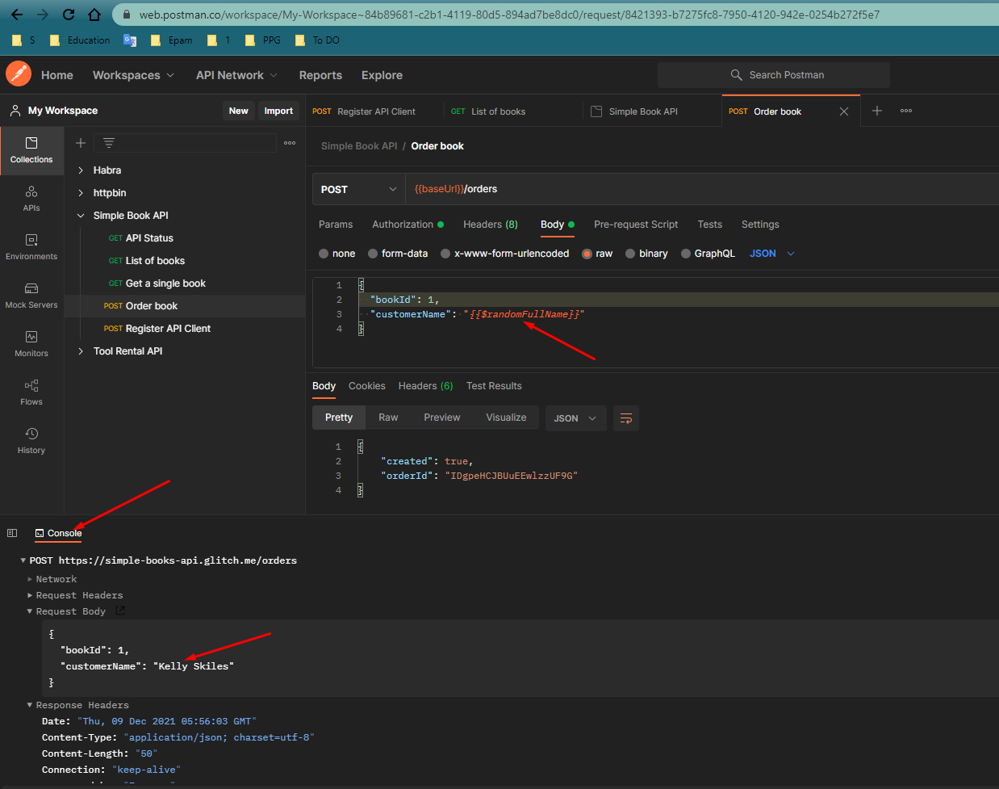 web.postman.co/workspace/My-Workspace~84b89681-c2b1-4119-80d5-894ad7be8dc0/request/8421393-b7275fc8-7950-4120-942e-0254b272f5e7
S Education Epam 1 PPG To DO
Home Workspaces API Network Reports Explore Search Postman
My Workspace New Import
POST Register API Client GET List of books Simple Book API POST Order book
Collections
APIs
Environments
Mock Servers
Monitors
Flows
History
Habra
httpbin
Simple Book API
GET API Status
GET List of books
GET Get a single book
POST Order book
POST Register API Client
Tool Rental API
Simple Book API / Order book
POST {{baseUrl}}/orders
Params Authorization Headers (8) Body Pre-request Script Tests Settings
none form-data x-www-form-urlencoded raw binary GraphQL JSON
1 {
2 "bookId": 1,
3 "customerName": "{{$randomFullName}}"
4 }
Body Cookies Headers (6) Test Results
Pretty Raw Preview Visualize JSON
1 {
2 "created": true,
3 "orderId": "IDgpeHCJBUuEEwlzzUF9G"
4 }
Console
POST https://simple-books-api.glitch.me/orders
Network
Request Headers
Request Body
{
"bookId": 1,
"customerName": "Kelly Skiles"
}
Response Headers
Date: "Thu, 09 Dec 2021 05:56:03 GMT"
Content-Type: "application/json; charset=utf-8"
Content-Length: "50"
Connection: "keep-alive"